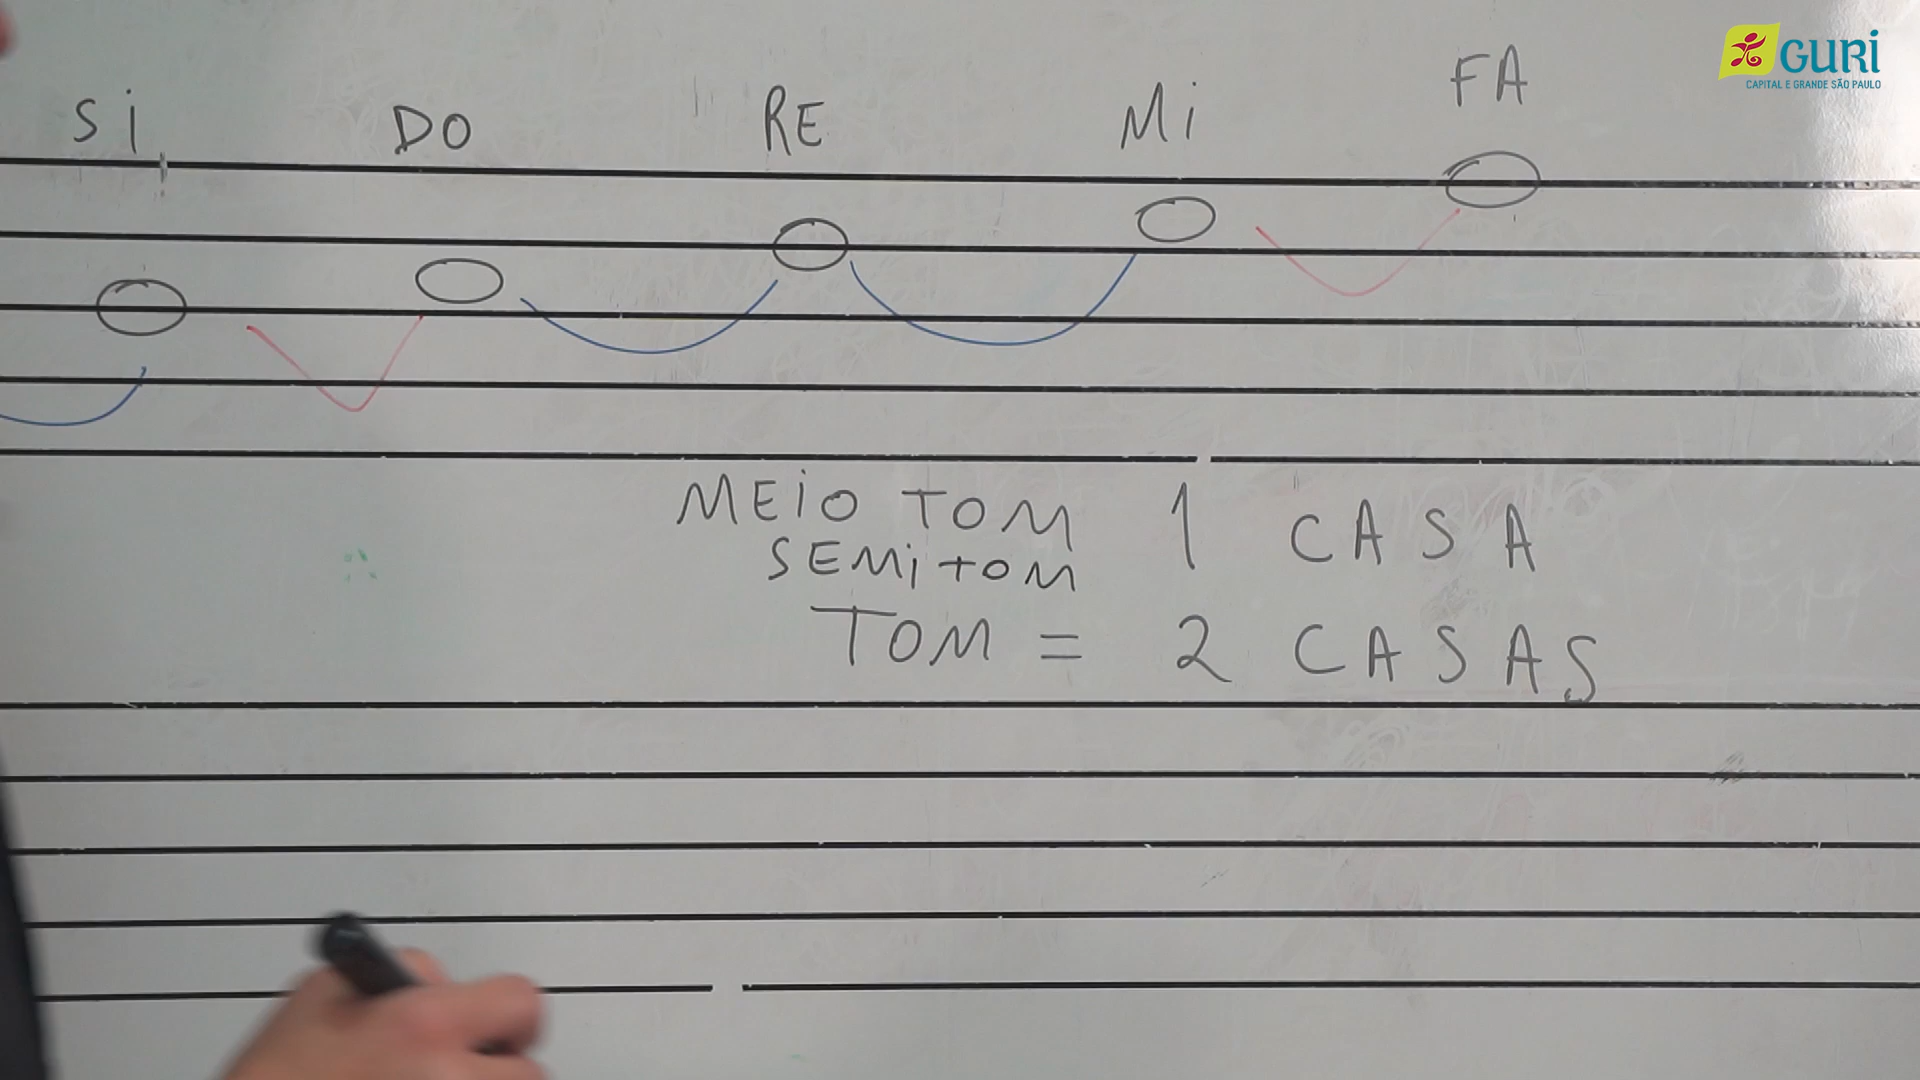 GURI
CAPITAL E GRANDE SÃO PAULO
Si DO RE Mi FA
MEiO TOM 1 CASA
SEMiTOM
TOM = 2 CASAS